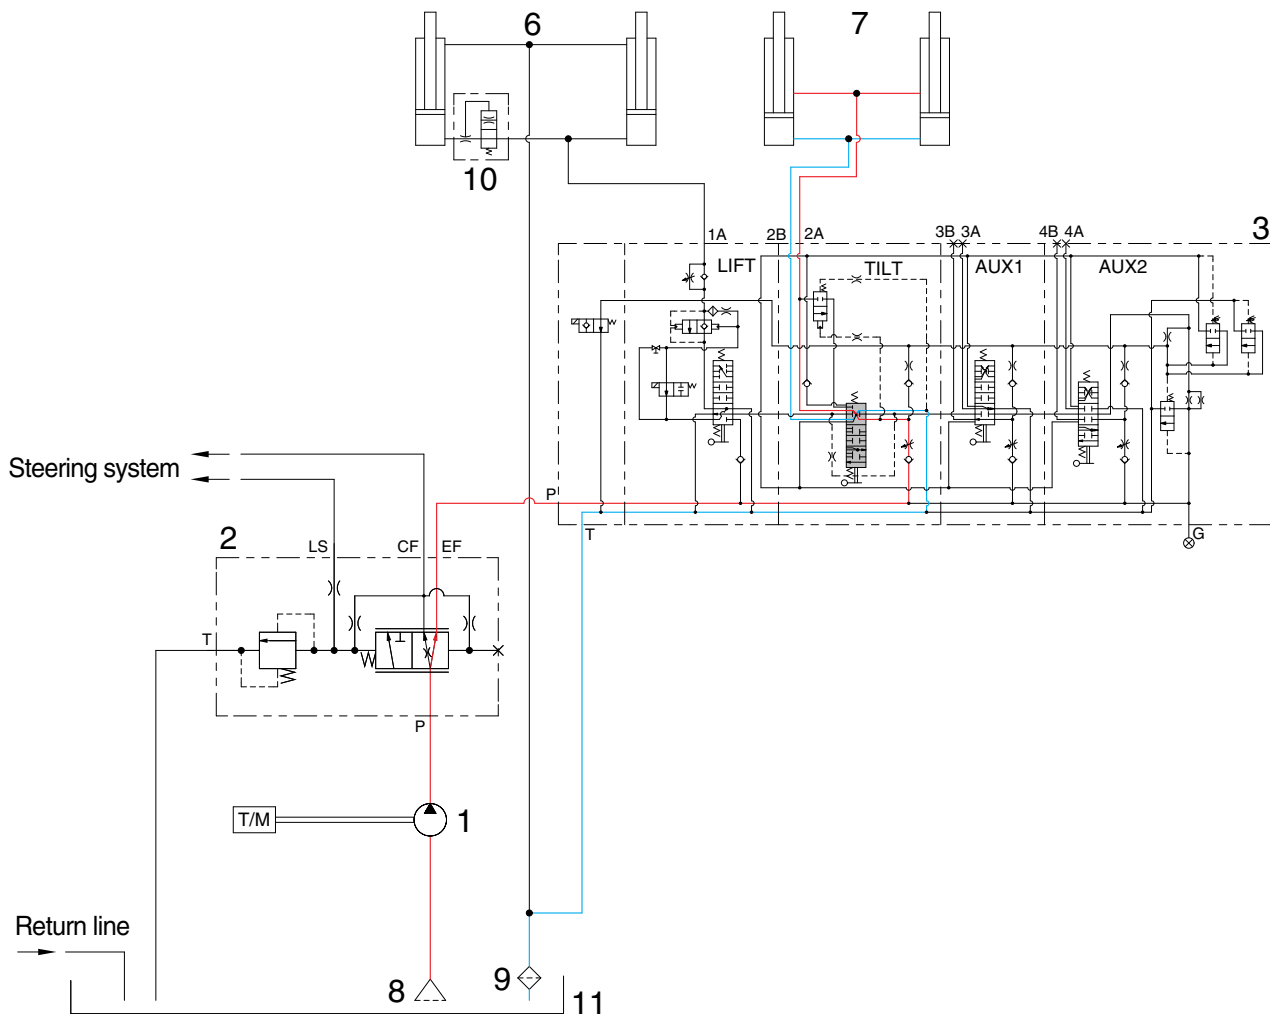 6
7
10
1A
2B
2A
3B
3A
4B
4A
3
LIFT
TILT
AUX1
AUX2
Steering system
P
T
G
2
LS
CF
EF
T
P
T/M
1
Return line
8
9
11